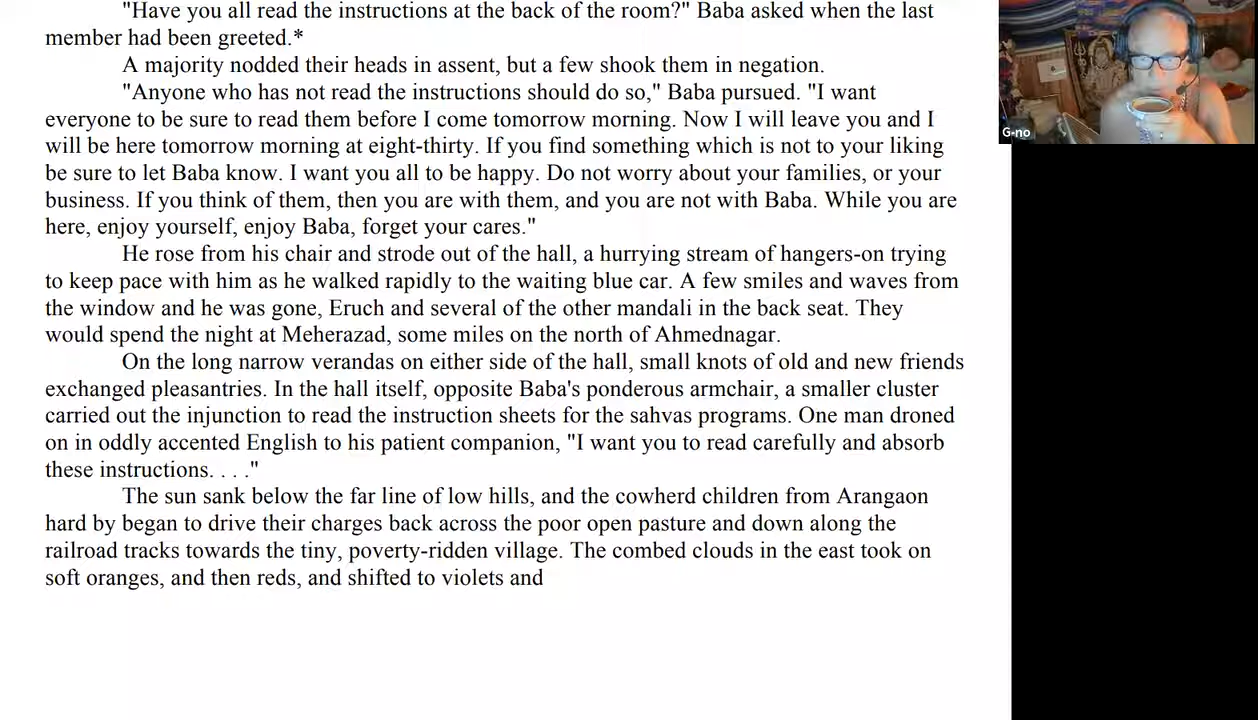 "Have you all read the instructions at the back of the room?" Baba asked when the last
member had been greeted.*
A majority nodded their heads in assent, but a few shook them in negation.
"Anyone who has not read the instructions should do so," Baba pursued. "I want
everyone to be sure to read them before I come tomorrow morning. Now I will leave you and I
will be here tomorrow morning at eight-thirty. If you find something which is not to your liking
be sure to let Baba know. I want you all to be happy. Do not worry about your families, or your
business. If you think of them, then you are with them, and you are not with Baba. While you are
here, enjoy yourself, enjoy Baba, forget your cares."
He rose from his chair and strode out of the hall, a hurrying stream of hangers-on trying
to keep pace with him as he walked rapidly to the waiting blue car. A few smiles and waves from
the window and he was gone, Eruch and several of the other mandali in the back seat. They
would spend the night at Meherazad, some miles on the north of Ahmednagar.
On the long narrow verandas on either side of the hall, small knots of old and new friends
exchanged pleasantries. In the hall itself, opposite Baba's ponderous armchair, a smaller cluster
carried out the injunction to read the instruction sheets for the sahvas programs. One man droned
on in oddly accented English to his patient companion, "I want you to read carefully and absorb
these instructions. . . ."
The sun sank below the far line of low hills, and the cowherd children from Arangaon
hard by began to drive their charges back across the poor open pasture and down along the
railroad tracks towards the tiny, poverty-ridden village. The combed clouds in the east took on
soft oranges, and then reds, and shifted to violets and
G-no